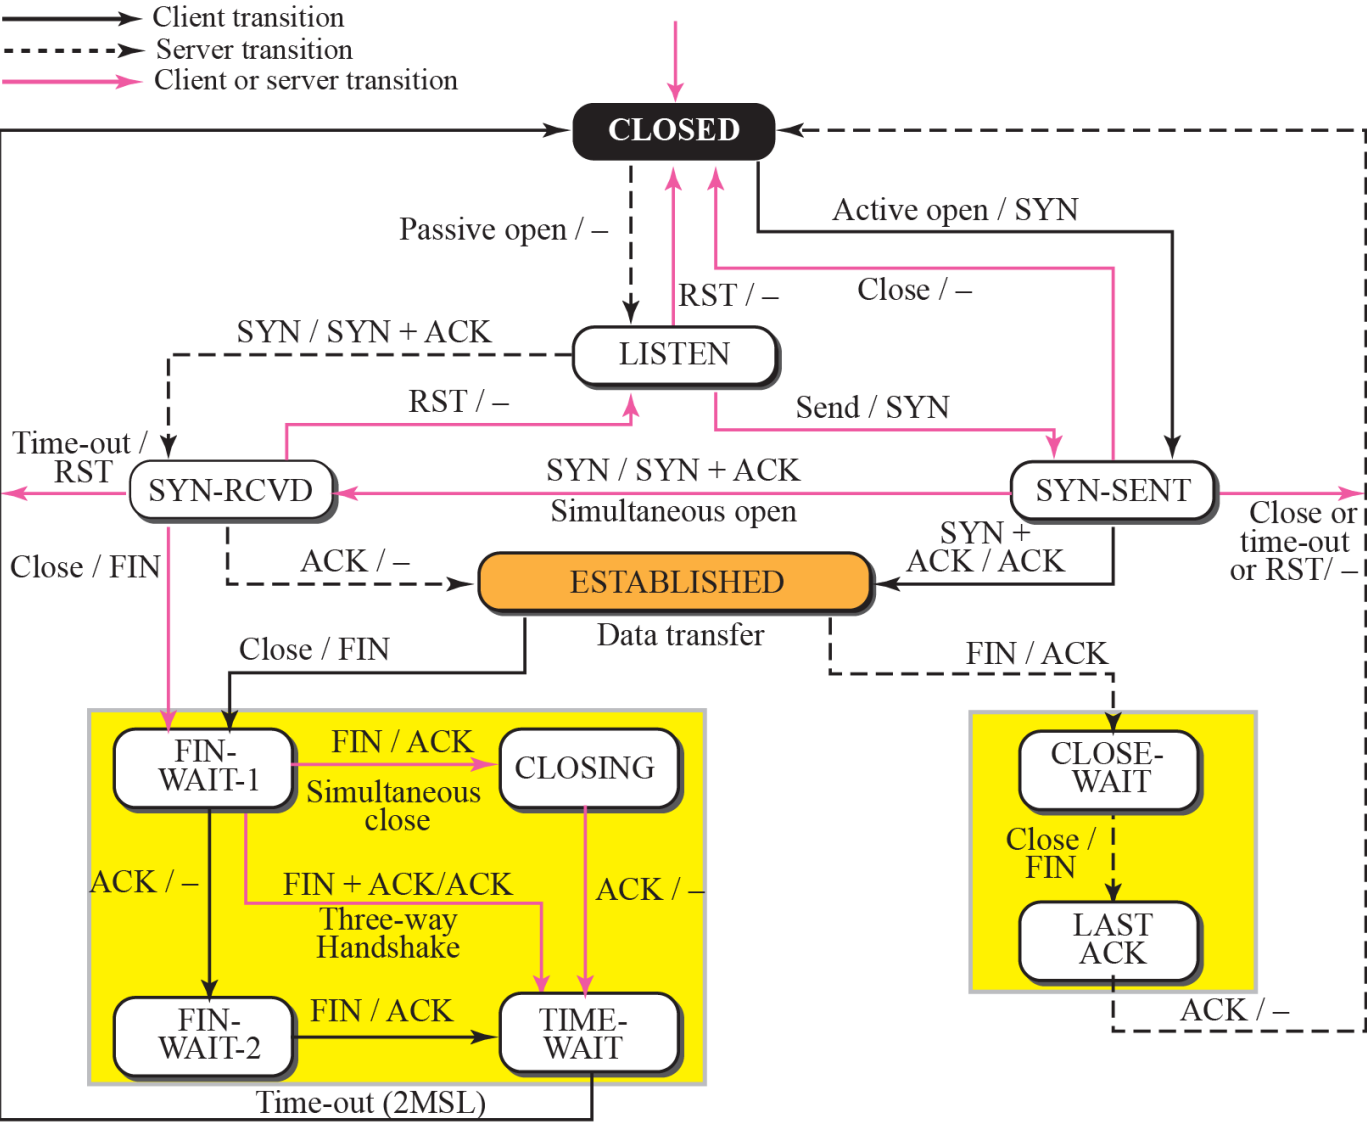 Client transition
Server transition
Client or server transition
CLOSED
Active open / SYN
Passive open / –
RST / –
Close / –
SYN / SYN + ACK
LISTEN
RST / –
Send / SYN
Time-out /
RST
SYN-RCVD
SYN / SYN + ACK
Simultaneous open
SYN-SENT
Close or
time-out
or RST/ –
Close / FIN
ACK / –
SYN +
ACK / ACK
ESTABLISHED
Data transfer
Close / FIN
FIN / ACK
FIN-
WAIT-1
FIN / ACK
Simultaneous
close
CLOSING
CLOSE-
WAIT
Close /
FIN
ACK / –
FIN + ACK/ACK
Three-way
Handshake
ACK / –
LAST
ACK
FIN-
WAIT-2
FIN / ACK
TIME-
WAIT
ACK / –
Time-out (2MSL)